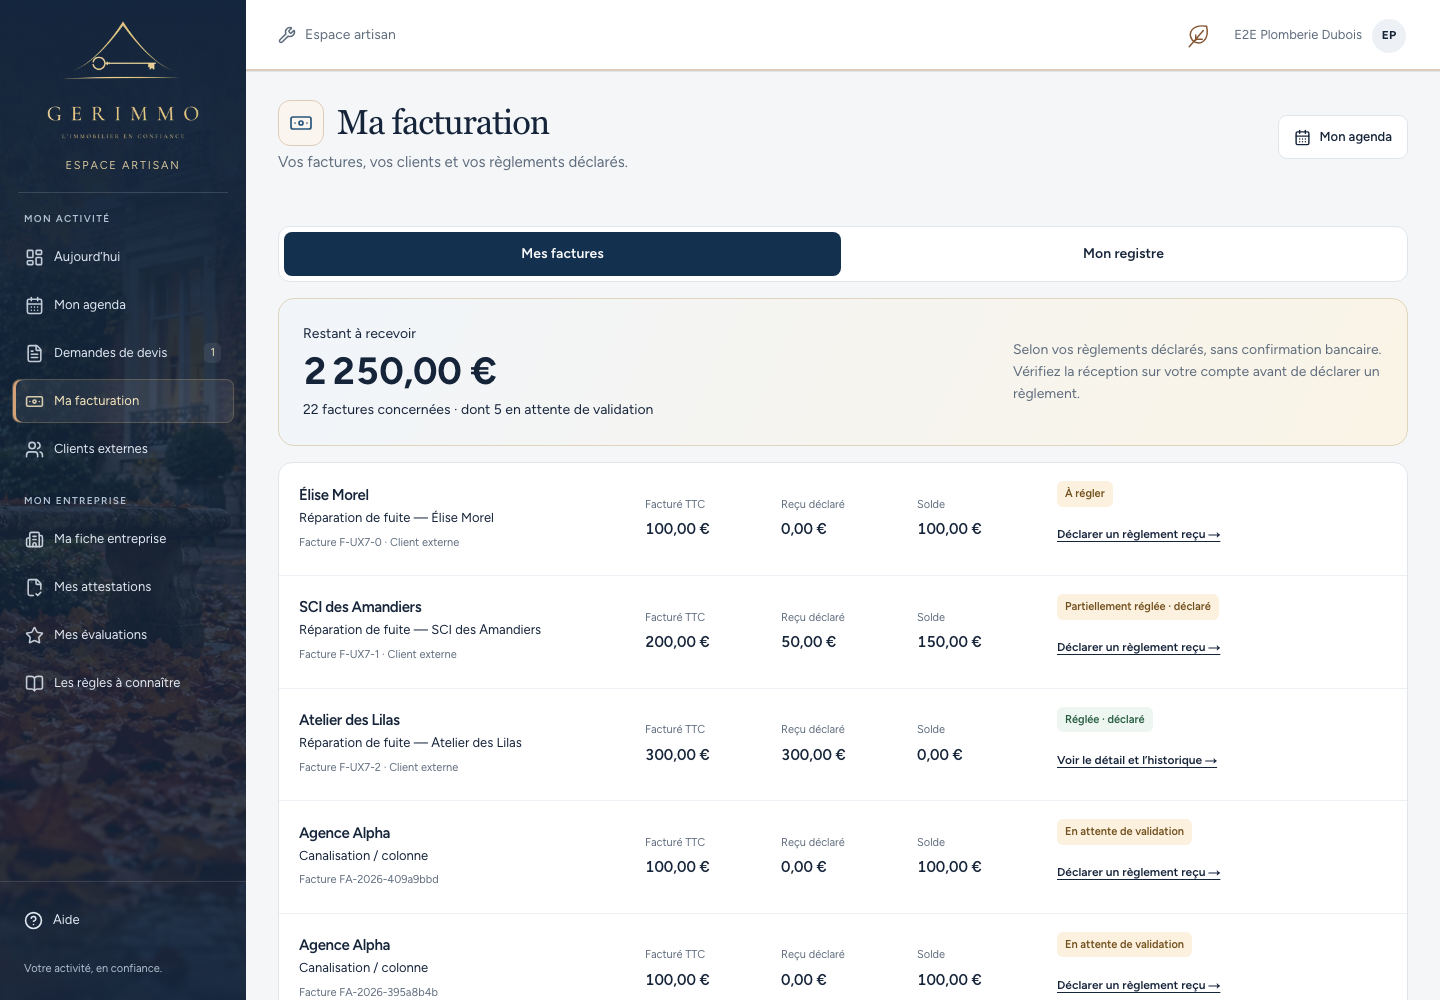 GERIMMO
L'IMMOBILIER EN CONFIANCE
ESPACE ARTISAN
MON ACTIVITÉ
Aujourd'hui
Mon agenda
Demandes de devis 1
Ma facturation
Clients externes
MON ENTREPRISE
Ma fiche entreprise
Mes attestations
Mes évaluations
Les règles à connaître
Aide
Votre activité, en confiance.
Espace artisan
E2E Plomberie Dubois EP
Ma facturation
Vos factures, vos clients et vos règlements déclarés.
Mon agenda
Mes factures
Mon registre
Restant à recevoir
2 250,00 €
22 factures concernées · dont 5 en attente de validation
Selon vos règlements déclarés, sans confirmation bancaire.
Vérifiez la réception sur votre compte avant de déclarer un
règlement.
Élise Morel
Réparation de fuite — Élise Morel
Facture F-UX7-0 · Client externe
Facturé TTC
100,00 €
Reçu déclaré
0,00 €
Solde
100,00 €
À régler
Déclarer un règlement reçu →
SCI des Amandiers
Réparation de fuite — SCI des Amandiers
Facture F-UX7-1 · Client externe
Facturé TTC
200,00 €
Reçu déclaré
50,00 €
Solde
150,00 €
Partiellement réglée · déclaré
Déclarer un règlement reçu →
Atelier des Lilas
Réparation de fuite — Atelier des Lilas
Facture F-UX7-2 · Client externe
Facturé TTC
300,00 €
Reçu déclaré
300,00 €
Solde
0,00 €
Réglée · déclaré
Voir le détail et l'historique →
Agence Alpha
Canalisation / colonne
Facture FA-2026-409a9bbd
Facturé TTC
100,00 €
Reçu déclaré
0,00 €
Solde
100,00 €
En attente de validation
Déclarer un règlement reçu →
Agence Alpha
Canalisation / colonne
Facture FA-2026-395a8b4b
Facturé TTC
100,00 €
Reçu déclaré
0,00 €
Solde
100,00 €
En attente de validation
Déclarer un règlement reçu →